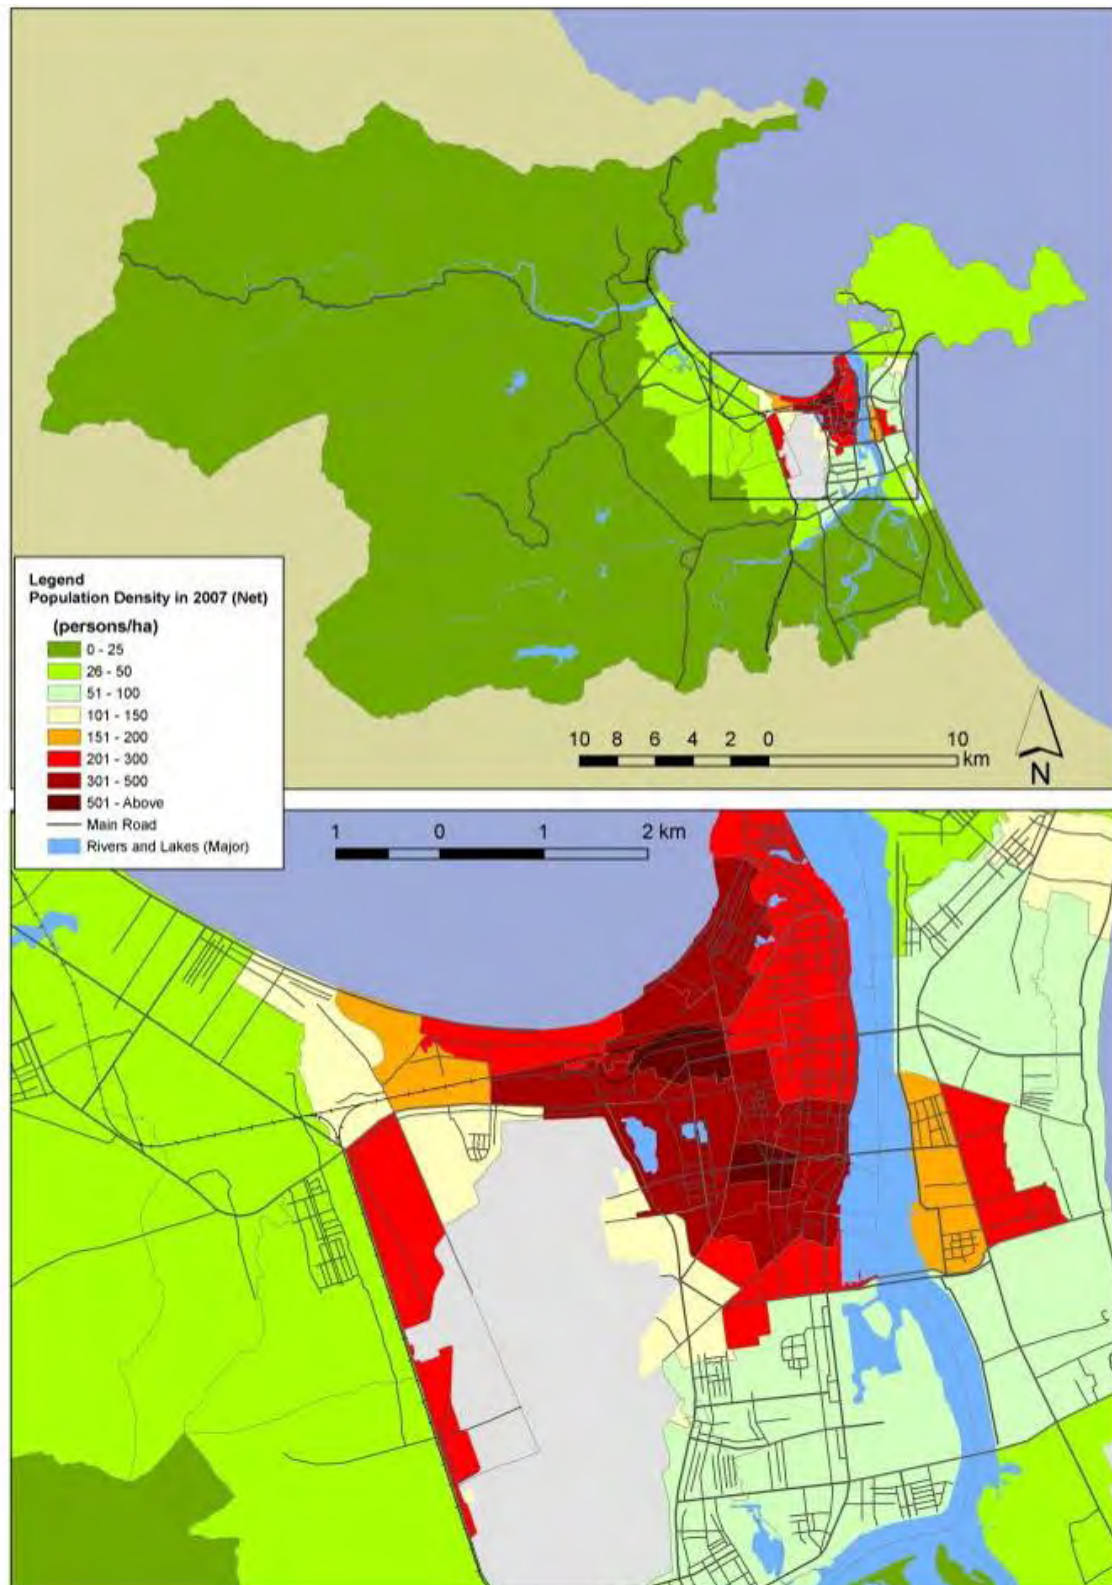 Legend
Population Density in 2007 (Net)
(persons/ha)
0 - 25
26 - 50
51 - 100
101 - 150
151 - 200
201 - 300
301 - 500
501 - Above
Main Road
Rivers and Lakes (Major)
10 8 6 4 2 0 10
km
N
1 0 1 2 km